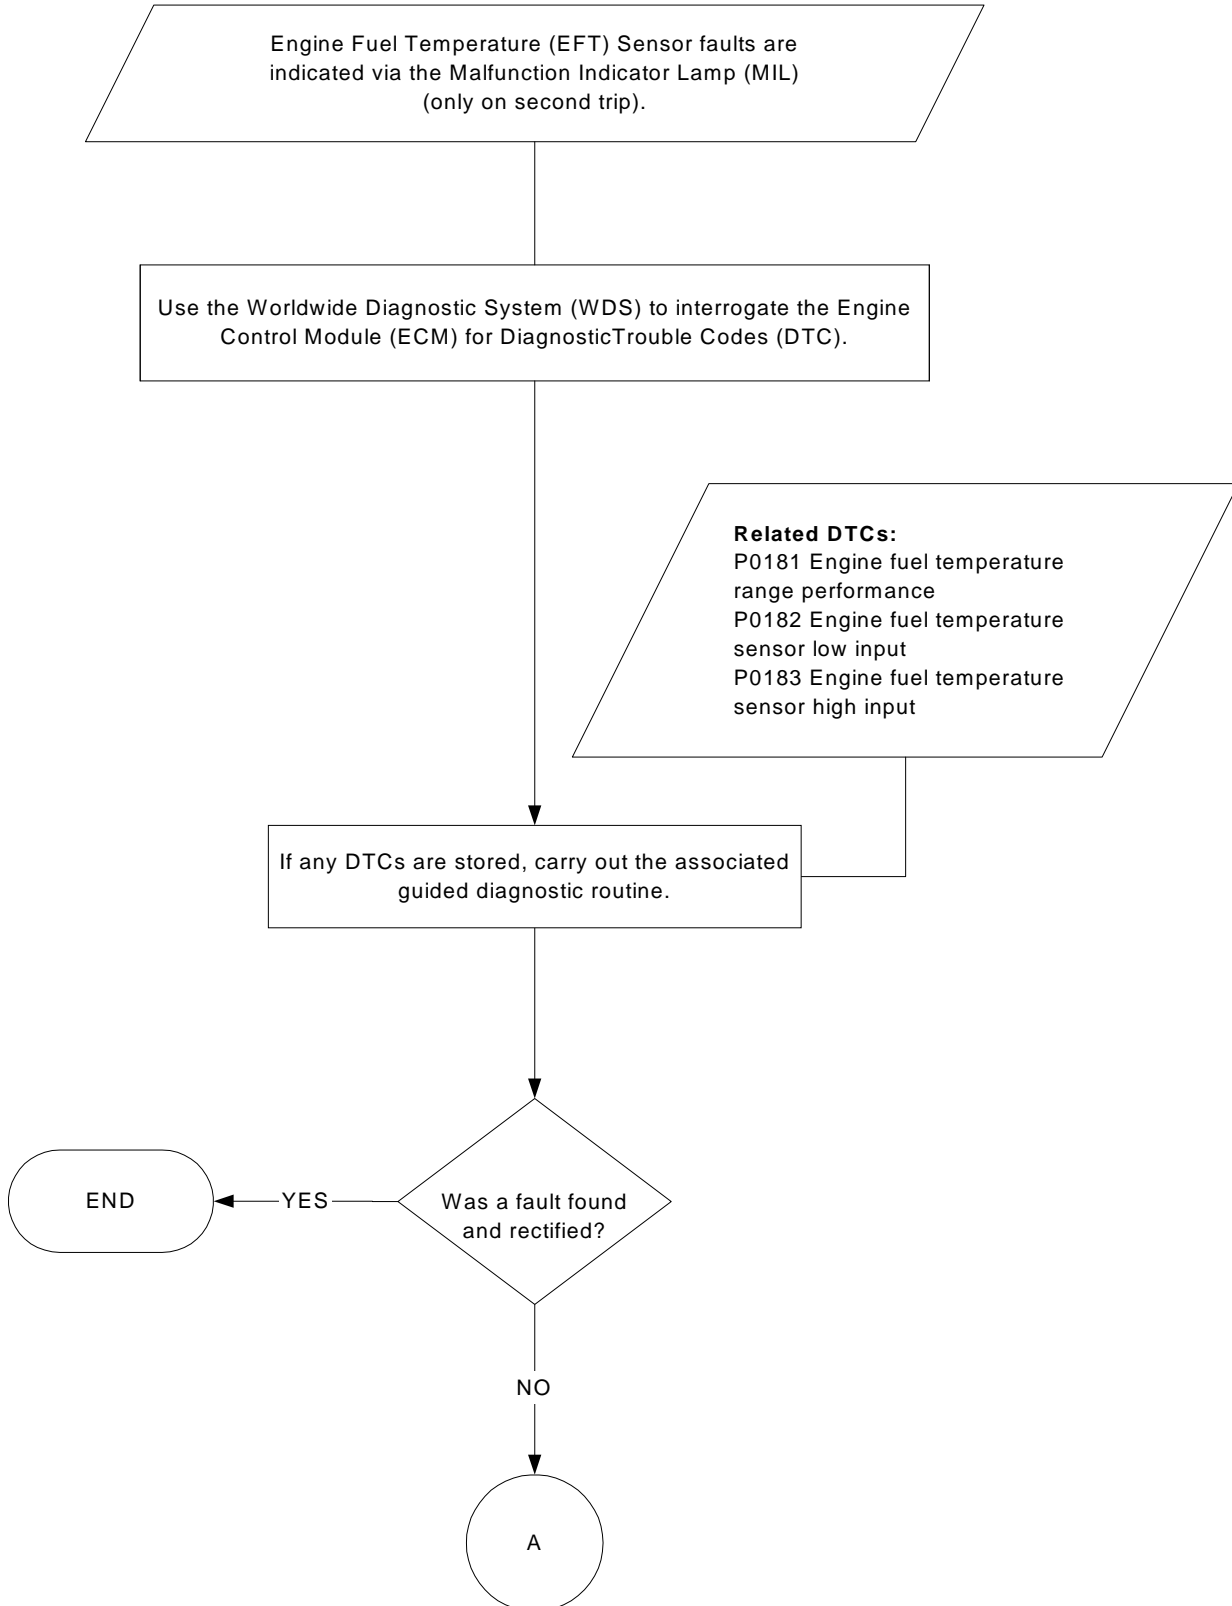 Engine Fuel Temperature (EFT) Sensor faults are
indicated via the Malfunction Indicator Lamp (MIL)
(only on second trip).
Use the Worldwide Diagnostic System (WDS) to interrogate the Engine
Control Module (ECM) for DiagnosticTrouble Codes (DTC).
Related DTCs:
P0181 Engine fuel temperature
range performance
P0182 Engine fuel temperature
sensor low input
P0183 Engine fuel temperature
sensor high input
If any DTCs are stored, carry out the associated
guided diagnostic routine.
END
YES
Was a fault found
and rectified?
NO
A